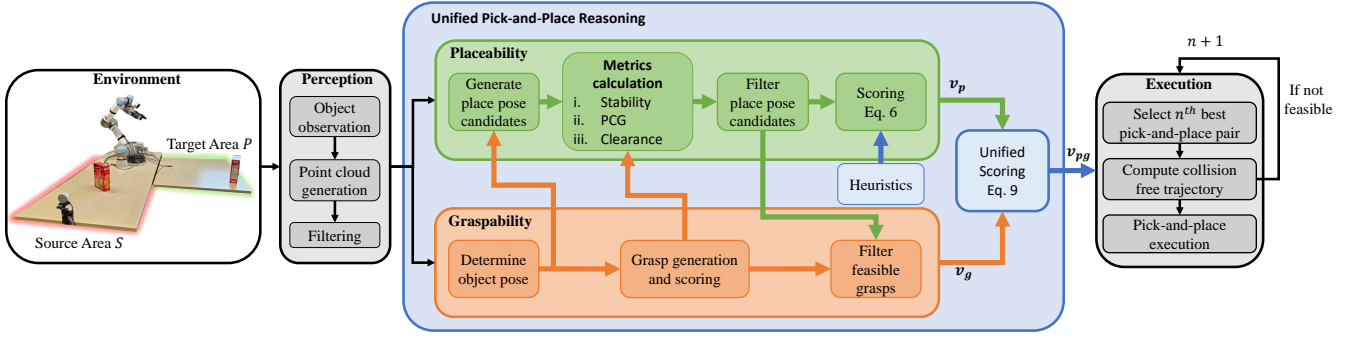 Unified Pick-and-Place Reasoning
Environment
Target Area P
Source Area S
Perception
Object
observation
Point cloud
generation
Filtering
Placeability
Generate
place pose
candidates
Metrics
calculation
i. Stability
ii. PCG
iii. Clearance
Filter
place pose
candidates
Scoring
Eq. 6
Heuristics
Graspability
Determine
object pose
Grasp generation
and scoring
Filter
feasible
grasps
v_p
v_g
Unified
Scoring
Eq. 9
v_pg
n + 1
If not
feasible
Execution
Select n^th best
pick-and-place pair
Compute collision
free trajectory
Pick-and-place
execution